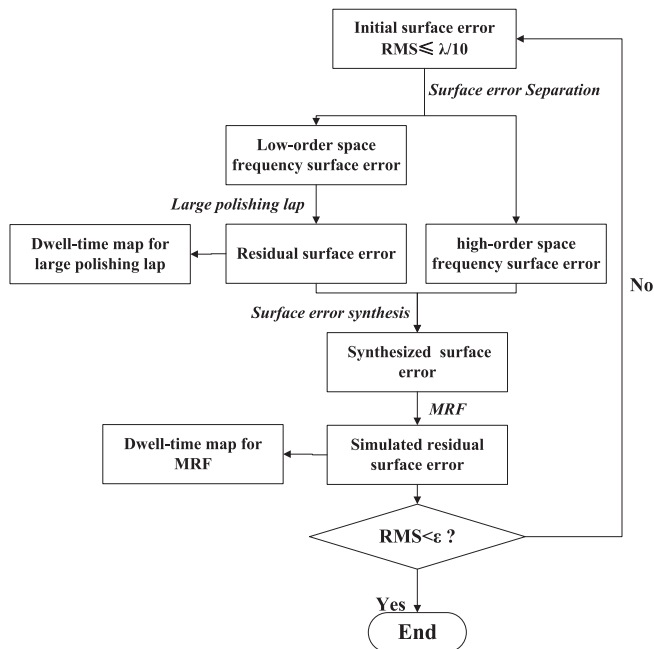 Initial surface error
RMS≤ λ/10
Surface error Separation
Low-order space
frequency surface error
Large polishing lap
Dwell-time map for
large polishing lap
Residual surface error
high-order space
frequency surface error
No
Surface error synthesis
Synthesized surface
error
MRF
Dwell-time map for
MRF
Simulated residual
surface error
RMS<ε ?
Yes
End